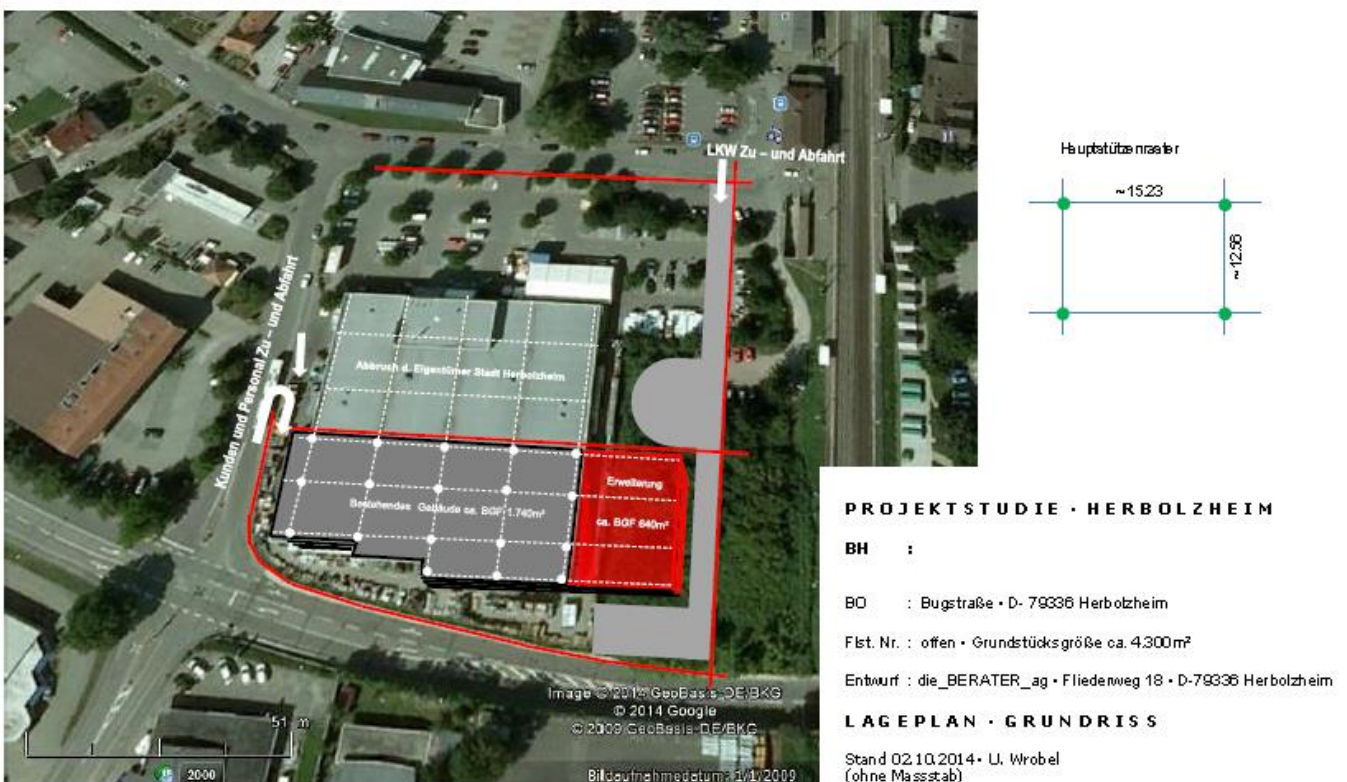 LKW Zu – und Abfahrt
Hauptstützenraster
~15.23
~12.98
Kunden und Personal Zu – und Abfahrt
Abbruch d. Eigentümer Stadt Herbolzheim
Erweiterung
Bestehendes Gebäude ca. BGF 1.740m²
ca. BGF 640m²
PROJEKTSTUDIE · HERBOLZHEIM
BH :
BO : Bugstraße • D- 79336 Herbolzheim
Flst. Nr. : offen • Grundstücksgröße ca. 4.300m²
Entwurf : die_BERATER_ag • Fliederweg 18 • D-79336 Herbolzheim
LAGEPLAN · GRUNDRISS
Stand 02.10.2014 • U. Wrobel
(ohne Massstab)
Image © 2014 GeoBasis-DE/BKG
© 2014 Google
© 2009 GeoBasis-DE/BKG
51 m
2000
Bildaufnahmedatum: 1/1/2009